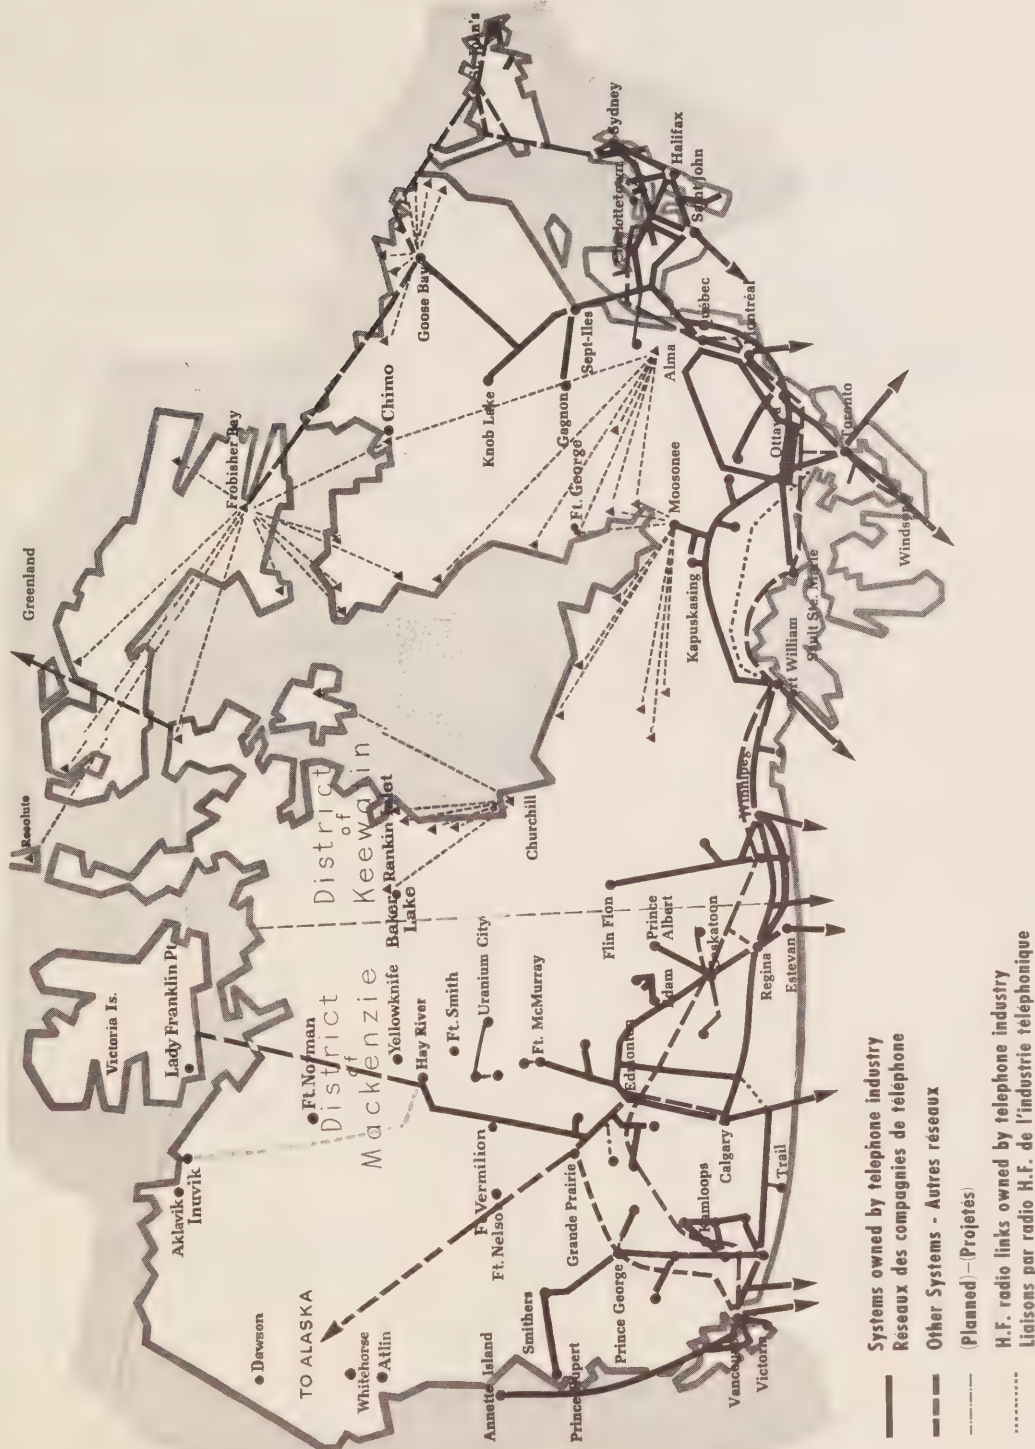 Greenland
Resolute
Frobisher Bay
St. John's
Victoria Is.
Lady Franklin Pt.
Goose Bay
Chimo
District
of
Keewatin
Aklavik
Inuvik
Ft. Norman
District
of
Mackenzie
Baker
Lake
Rankin Inlet
Yellowknife
Hay River
Ft. Smith
Uranium City
Ft. McMurray
Churchill
Knob Lake
Gagnon
Sept-Iles
Ft. George
Moosonee
Alma
Charlottetown
Sydney
Halifax
Saint John
Québec
Montréal
Ottawa
Toronto
Windsor
Kapuskasing
Sault Ste. Marie
Fort William
Winnipeg
Flin Flon
Prince
Albert
Saskatoon
Regina
Estevan
Edmonton
Ft. Vermilion
Ft. Nelson
Grande Prairie
Calgary
Kamloops
Trail
Dawson
TO ALASKA
Whitehorse
Atlin
Annette Island
Smithers
Prince Rupert
Prince George
Vancouver
Victoria
Systems owned by telephone industry
Réseaux des compagnies de téléphone
Other Systems - Autres réseaux
(Planned)-(Projetés)
H.F. radio links owned by telephone industry
Liaisons par radio H.F. de l'industrie téléphonique